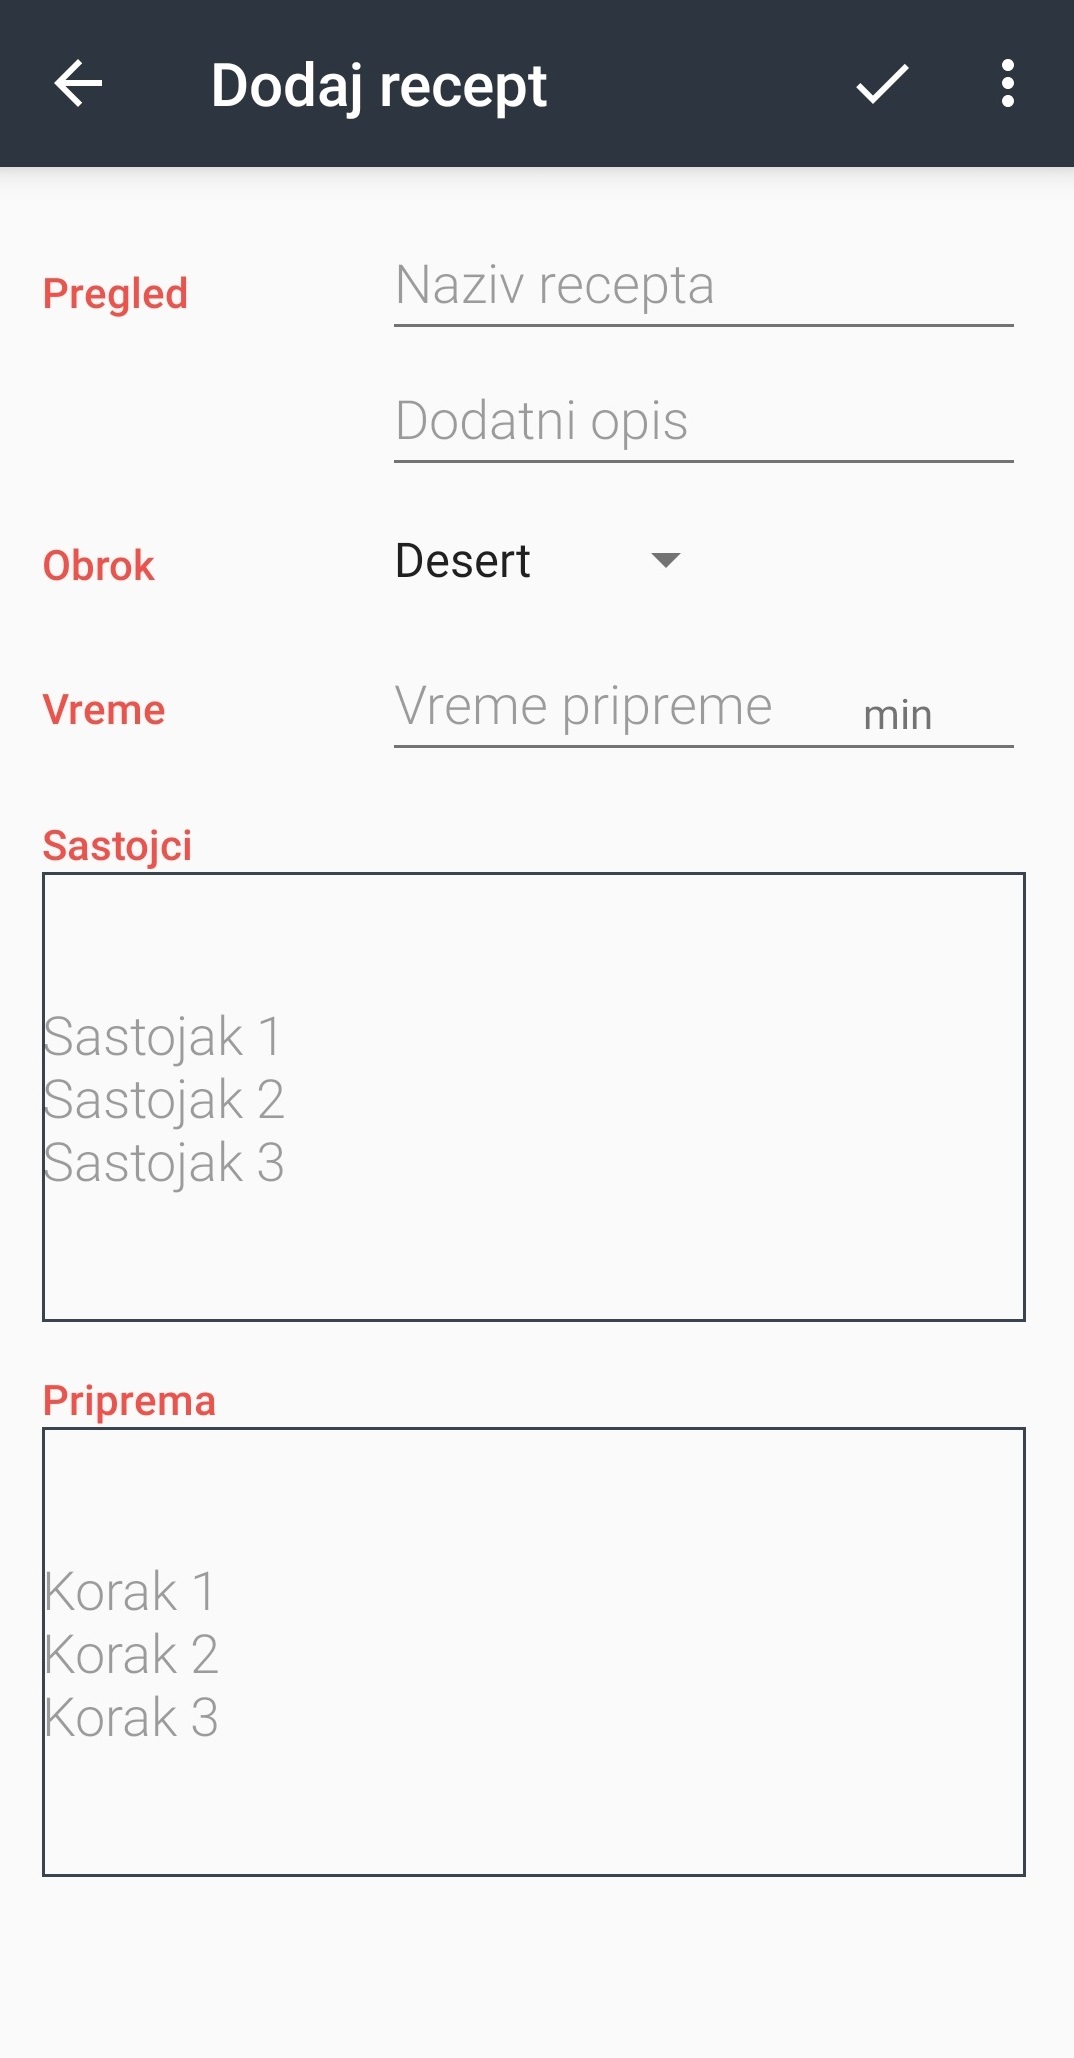 Dodaj recept
Pregled
Naziv recepta
Dodatni opis
Obrok
Desert
Vreme
Vreme pripreme
min
Sastojci
Sastojak 1
Sastojak 2
Sastojak 3
Priprema
Korak 1
Korak 2
Korak 3